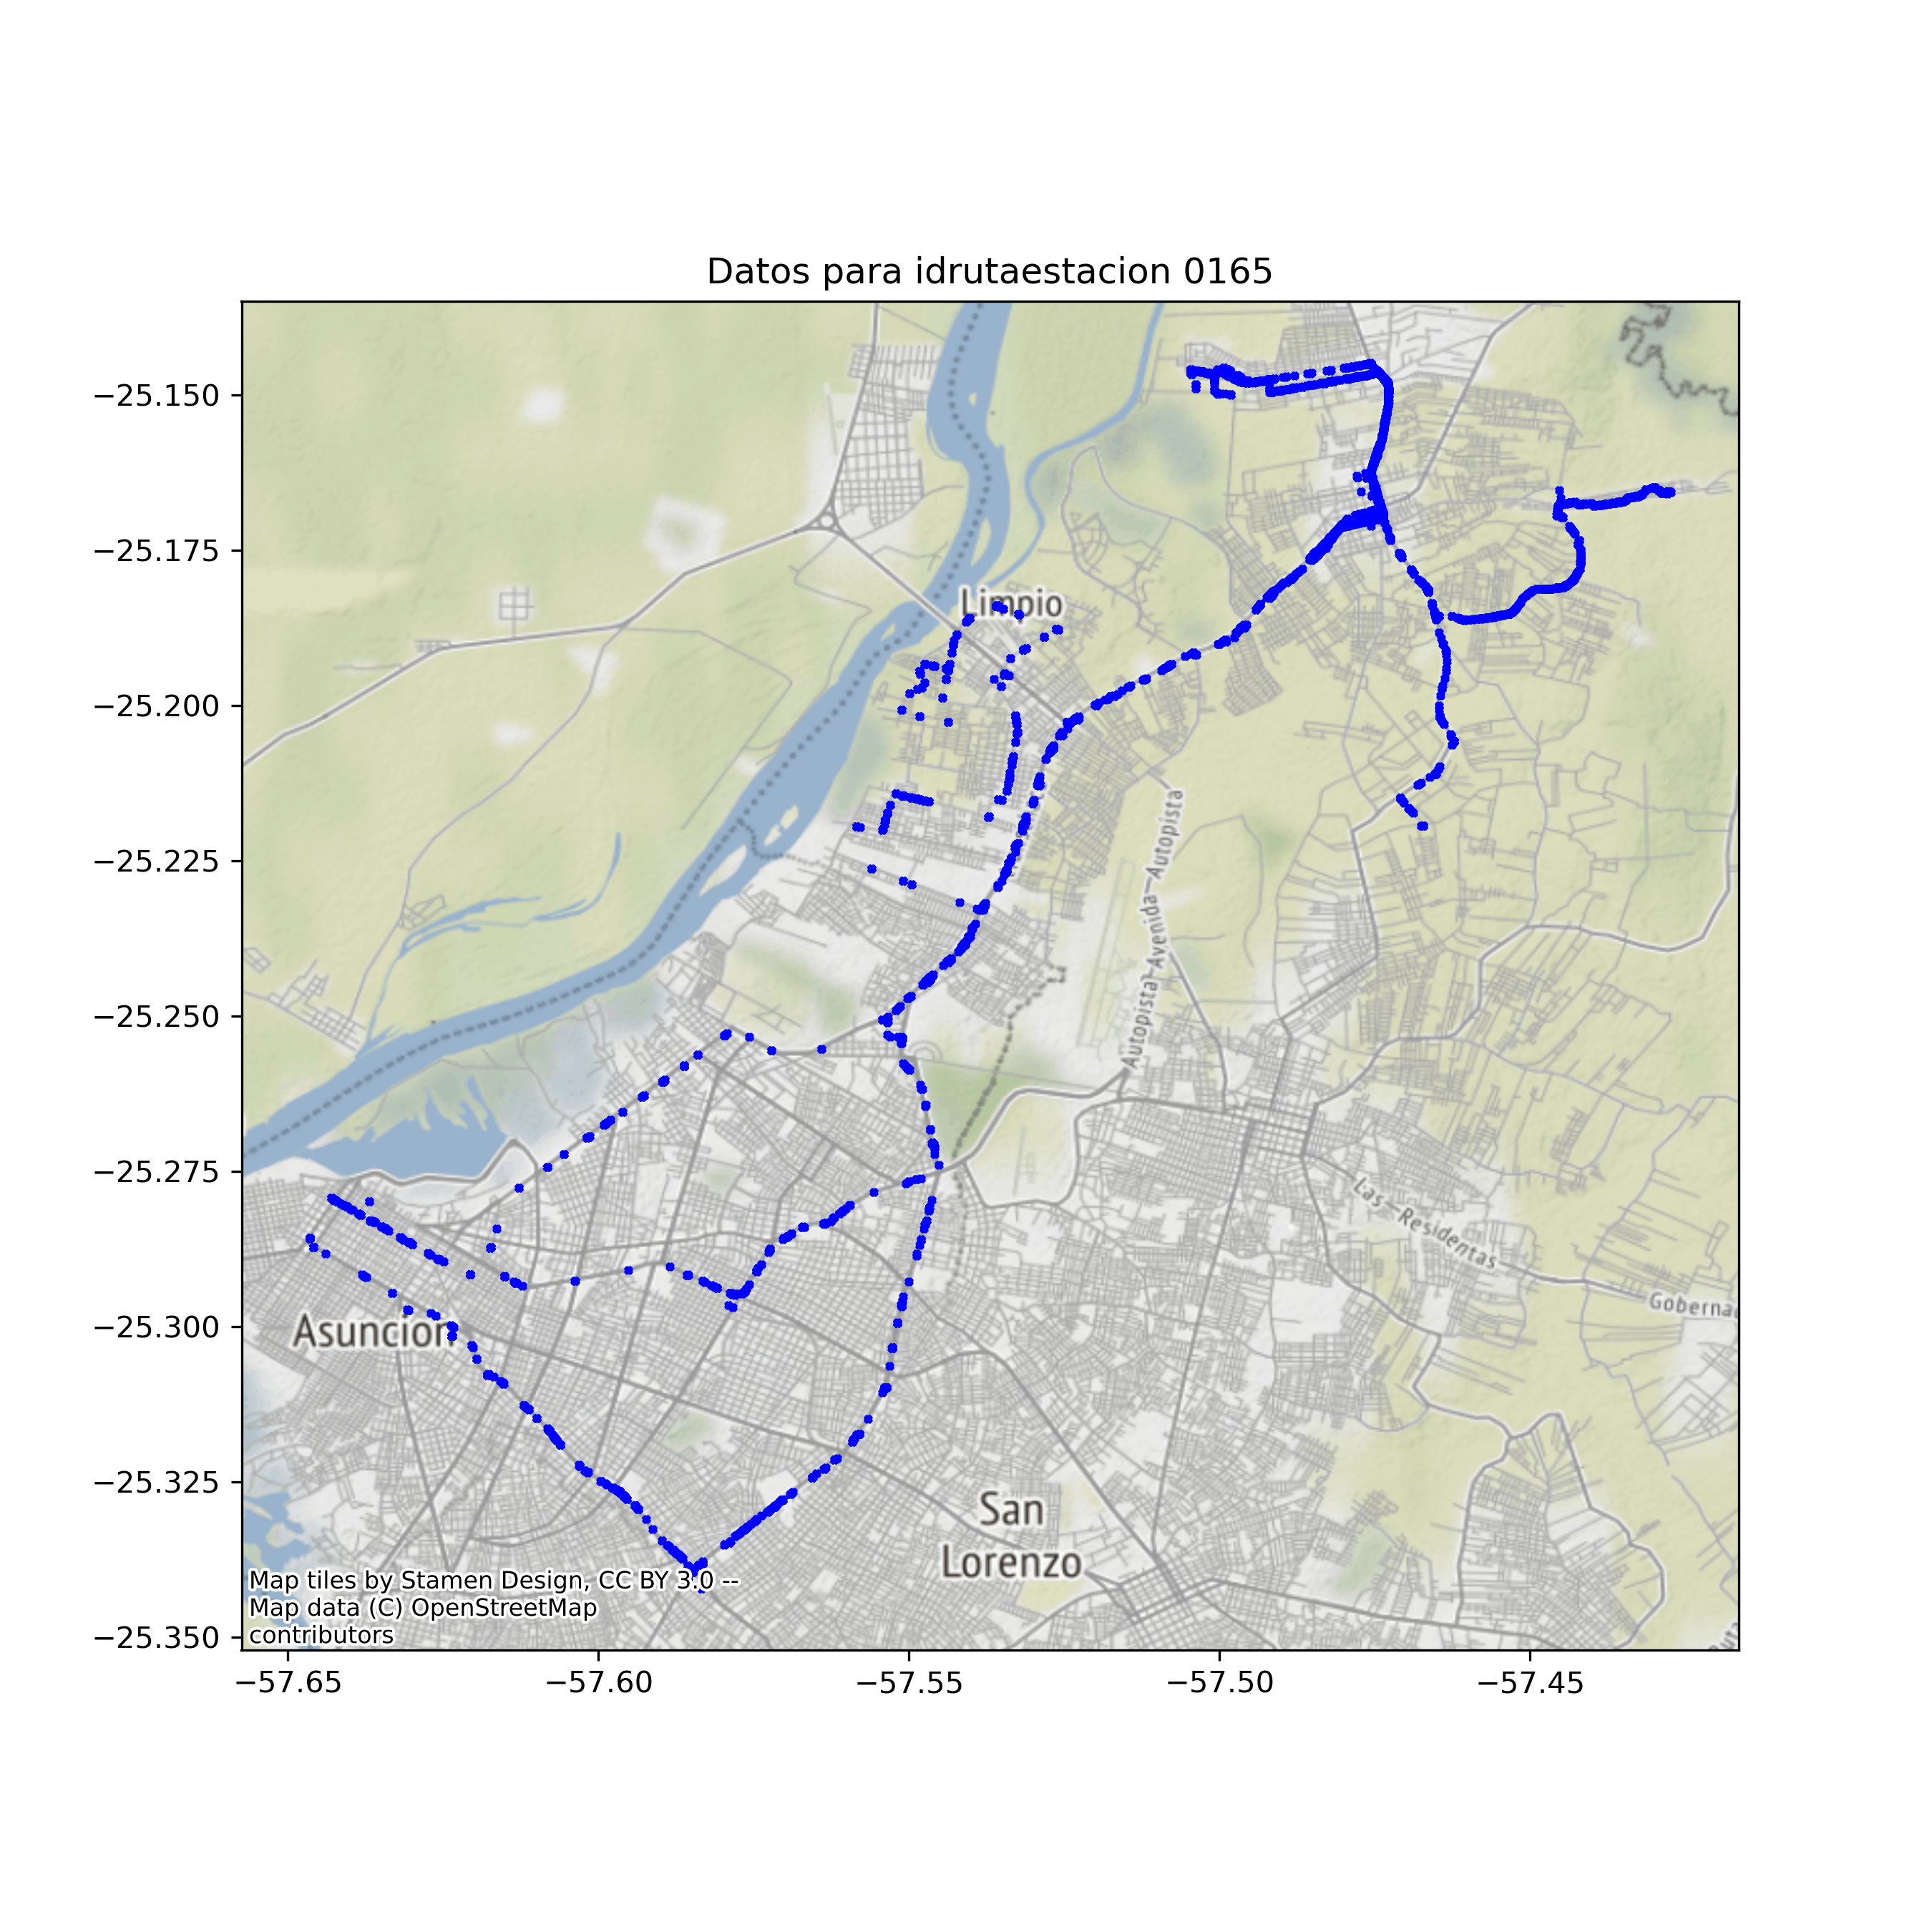 Datos para idrutaestacion 0165
−25.150
−25.175
−25.200
−25.225
−25.250
−25.275
−25.300
−25.325
−25.350
−57.65
−57.60
−57.55
−57.50
−57.45
Limpio
Autopista Avenida Autopista
Las Residentas
Asuncion
San
Lorenzo
Map tiles by Stamen Design, CC BY 3.0 --
Map data (C) OpenStreetMap
contributors